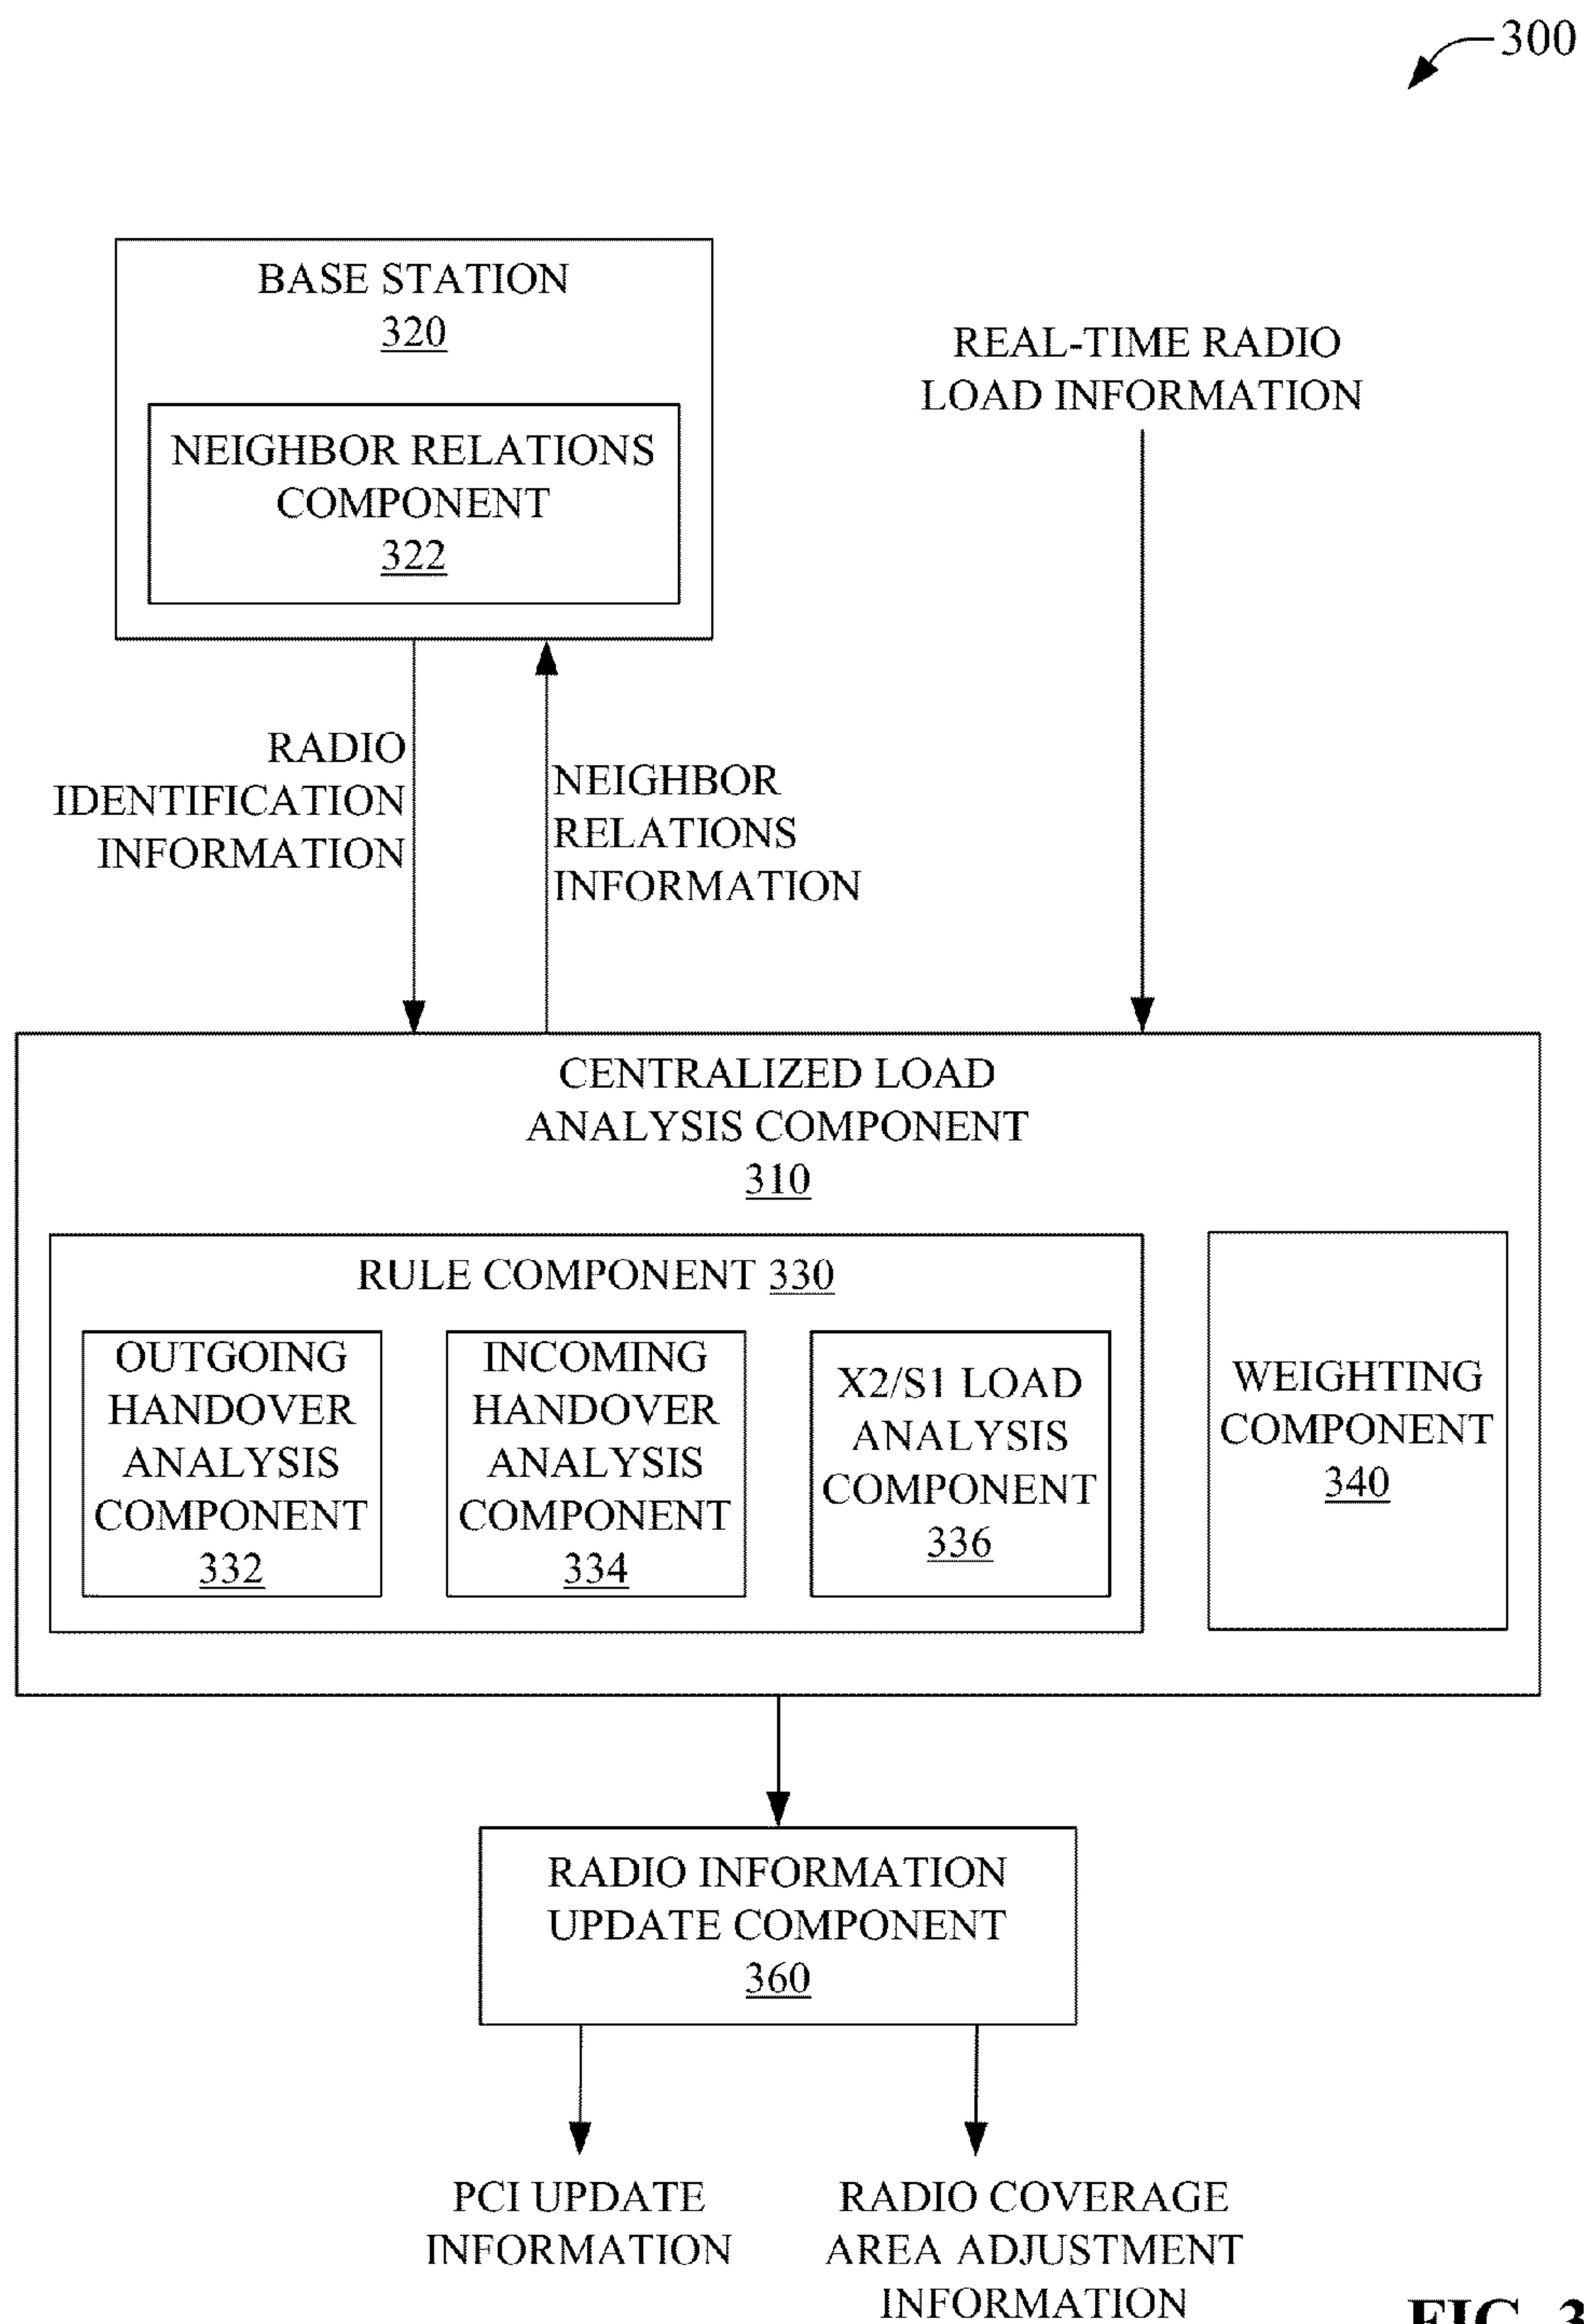 300
BASE STATION
320
NEIGHBOR RELATIONS
COMPONENT
322
REAL-TIME RADIO
LOAD INFORMATION
RADIO
IDENTIFICATION
INFORMATION
NEIGHBOR
RELATIONS
INFORMATION
CENTRALIZED LOAD
ANALYSIS COMPONENT
310
RULE COMPONENT 330
OUTGOING
HANDOVER
ANALYSIS
COMPONENT
332
INCOMING
HANDOVER
ANALYSIS
COMPONENT
334
X2/S1 LOAD
ANALYSIS
COMPONENT
336
WEIGHTING
COMPONENT
340
RADIO INFORMATION
UPDATE COMPONENT
360
PCI UPDATE
INFORMATION
RADIO COVERAGE
AREA ADJUSTMENT
INFORMATION
FIG. 3